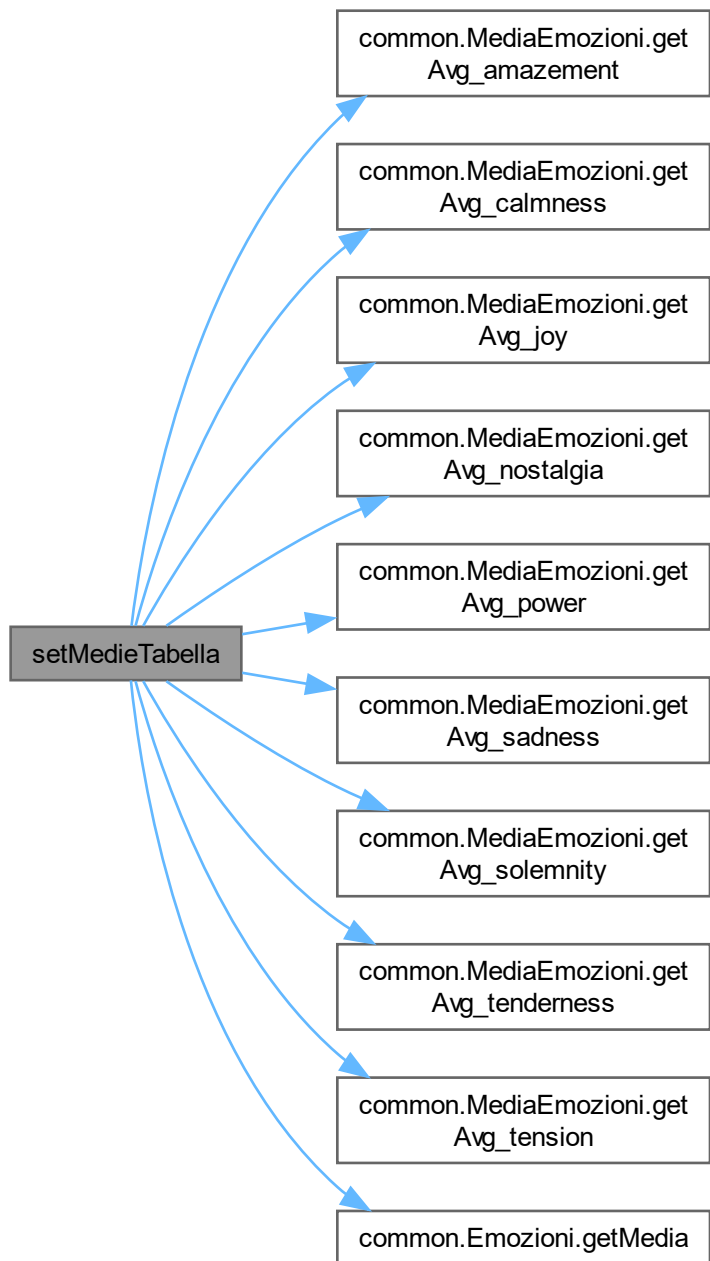 common.MediaEmozioni.get
Avg_amazement
common.MediaEmozioni.get
Avg_calmness
common.MediaEmozioni.get
Avg_joy
common.MediaEmozioni.get
Avg_nostalgia
common.MediaEmozioni.get
Avg_power
setMedieTabella
common.MediaEmozioni.get
Avg_sadness
common.MediaEmozioni.get
Avg_solemnity
common.MediaEmozioni.get
Avg_tenderness
common.MediaEmozioni.get
Avg_tension
common.Emozioni.getMedia